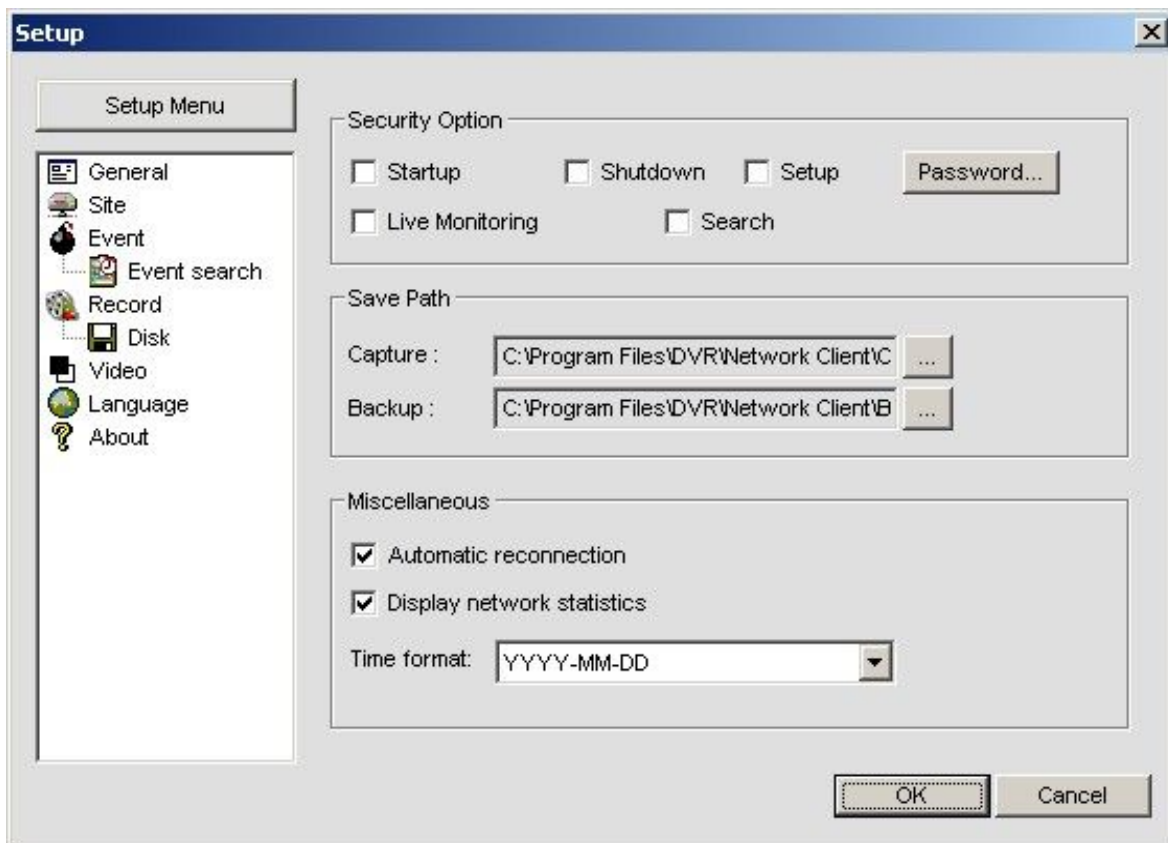 Setup
Setup Menu
General
Site
Event
Event search
Record
Disk
Video
Language
About
Security Option
Startup
Shutdown
Setup
Password...
Live Monitoring
Search
Save Path
Capture :
C:\Program Files\DVR\Network Client\C
...
Backup :
C:\Program Files\DVR\Network Client\B
...
Miscellaneous
Automatic reconnection
Display network statistics
Time format:
YYYY-MM-DD
OK
Cancel